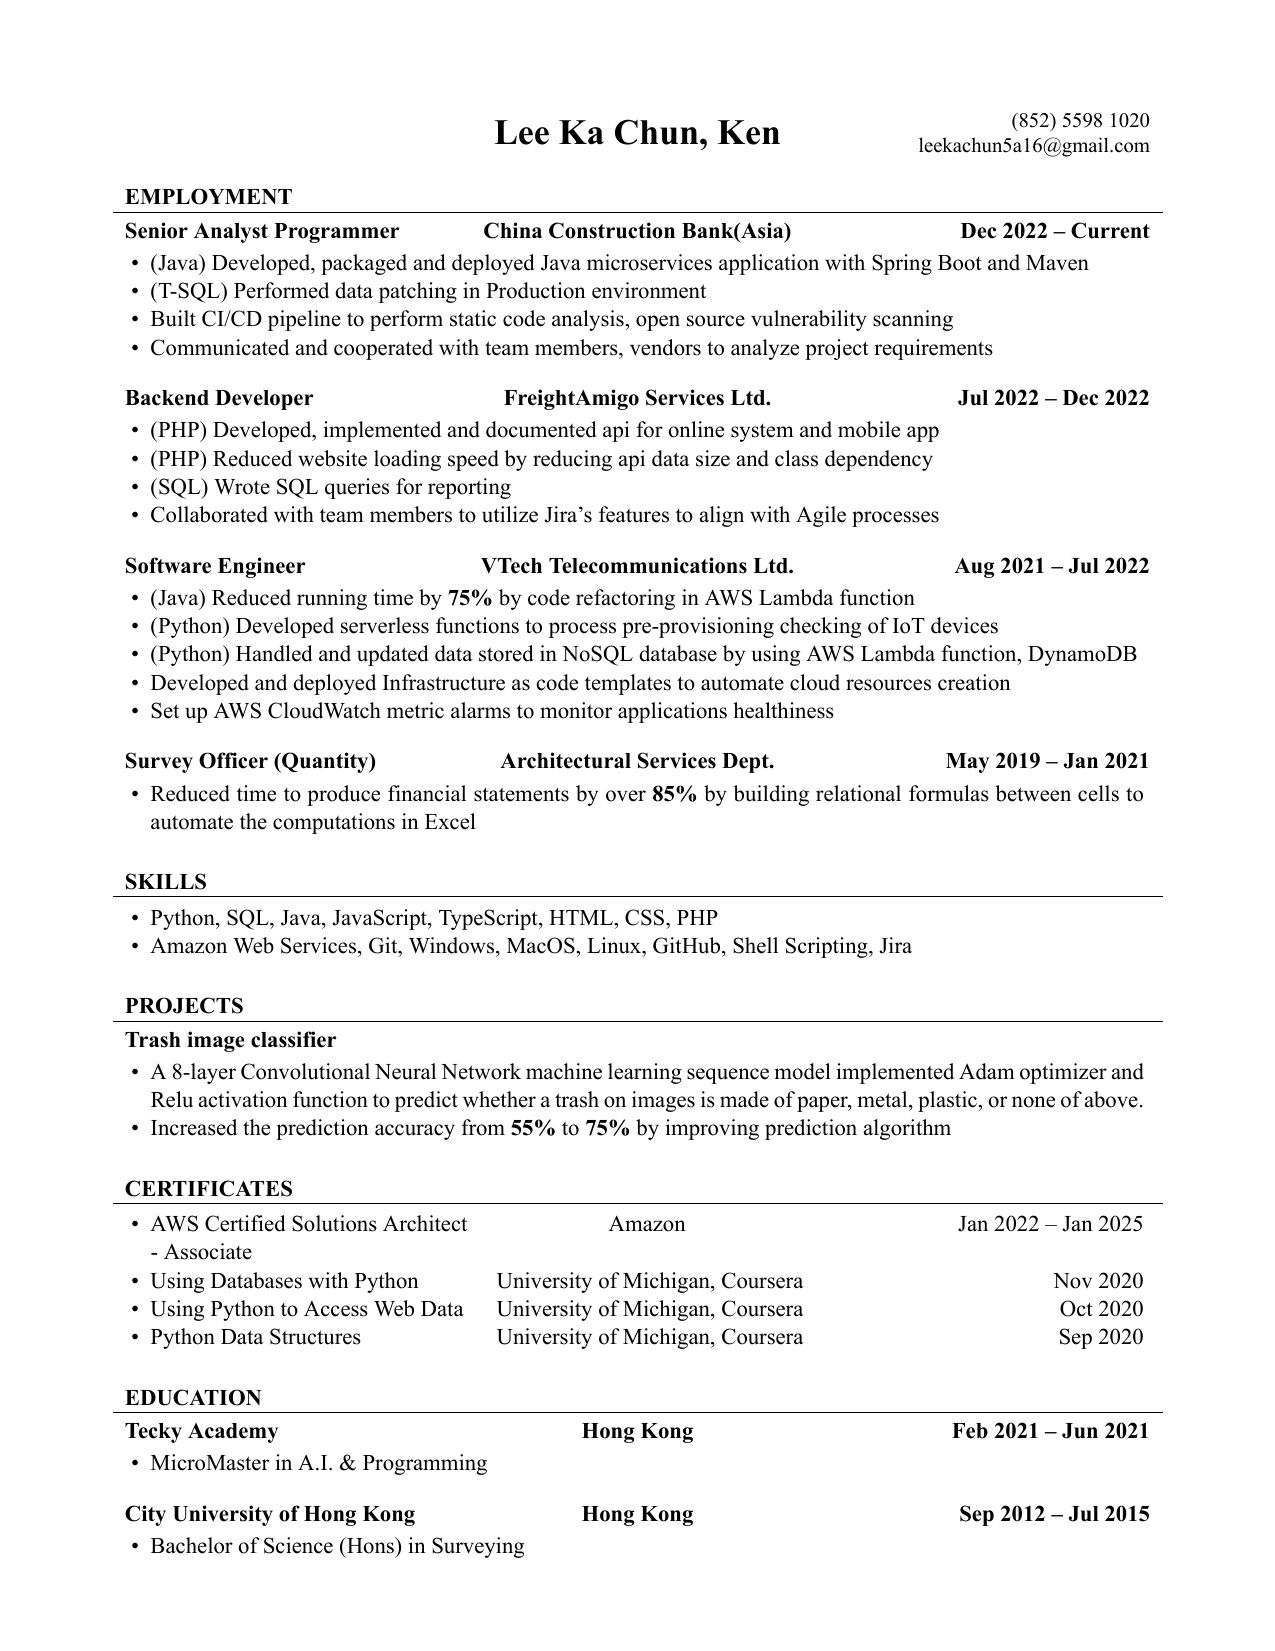 Lee Ka Chun, Ken
(852) 5598 1020
leekachun5a16@gmail.com
EMPLOYMENT
Senior Analyst Programmer China Construction Bank(Asia) Dec 2022 – Current
• (Java) Developed, packaged and deployed Java microservices application with Spring Boot and Maven
• (T-SQL) Performed data patching in Production environment
• Built CI/CD pipeline to perform static code analysis, open source vulnerability scanning
• Communicated and cooperated with team members, vendors to analyze project requirements
Backend Developer FreightAmigo Services Ltd. Jul 2022 – Dec 2022
• (PHP) Developed, implemented and documented api for online system and mobile app
• (PHP) Reduced website loading speed by reducing api data size and class dependency
• (SQL) Wrote SQL queries for reporting
• Collaborated with team members to utilize Jira’s features to align with Agile processes
Software Engineer VTech Telecommunications Ltd. Aug 2021 – Jul 2022
• (Java) Reduced running time by 75% by code refactoring in AWS Lambda function
• (Python) Developed serverless functions to process pre-provisioning checking of IoT devices
• (Python) Handled and updated data stored in NoSQL database by using AWS Lambda function, DynamoDB
• Developed and deployed Infrastructure as code templates to automate cloud resources creation
• Set up AWS CloudWatch metric alarms to monitor applications healthiness
Survey Officer (Quantity) Architectural Services Dept. May 2019 – Jan 2021
• Reduced time to produce financial statements by over 85% by building relational formulas between cells to
automate the computations in Excel
SKILLS
• Python, SQL, Java, JavaScript, TypeScript, HTML, CSS, PHP
• Amazon Web Services, Git, Windows, MacOS, Linux, GitHub, Shell Scripting, Jira
PROJECTS
Trash image classifier
• A 8-layer Convolutional Neural Network machine learning sequence model implemented Adam optimizer and
Relu activation function to predict whether a trash on images is made of paper, metal, plastic, or none of above.
• Increased the prediction accuracy from 55% to 75% by improving prediction algorithm
CERTIFICATES
• AWS Certified Solutions Architect Amazon Jan 2022 – Jan 2025
- Associate
• Using Databases with Python University of Michigan, Coursera Nov 2020
• Using Python to Access Web Data University of Michigan, Coursera Oct 2020
• Python Data Structures University of Michigan, Coursera Sep 2020
EDUCATION
Tecky Academy Hong Kong Feb 2021 – Jun 2021
• MicroMaster in A.I. & Programming
City University of Hong Kong Hong Kong Sep 2012 – Jul 2015
• Bachelor of Science (Hons) in Surveying